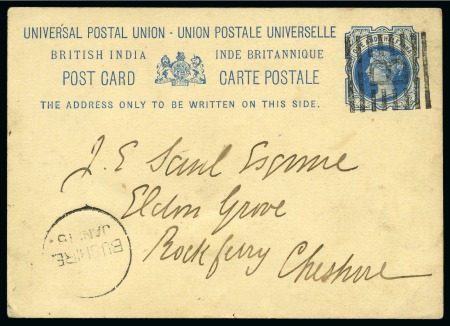 UNIVERSAL POSTAL UNION - UNION POSTALE UNIVERSELLE
BRITISH INDIA INDE BRITANNIQUE
POST CARD CARTE POSTALE
THE ADDRESS ONLY TO BE WRITTEN ON THIS SIDE.
J. E Saul Esquire
Eldon Grove
Rockferry Cheshire
BUSHIRE
JAN